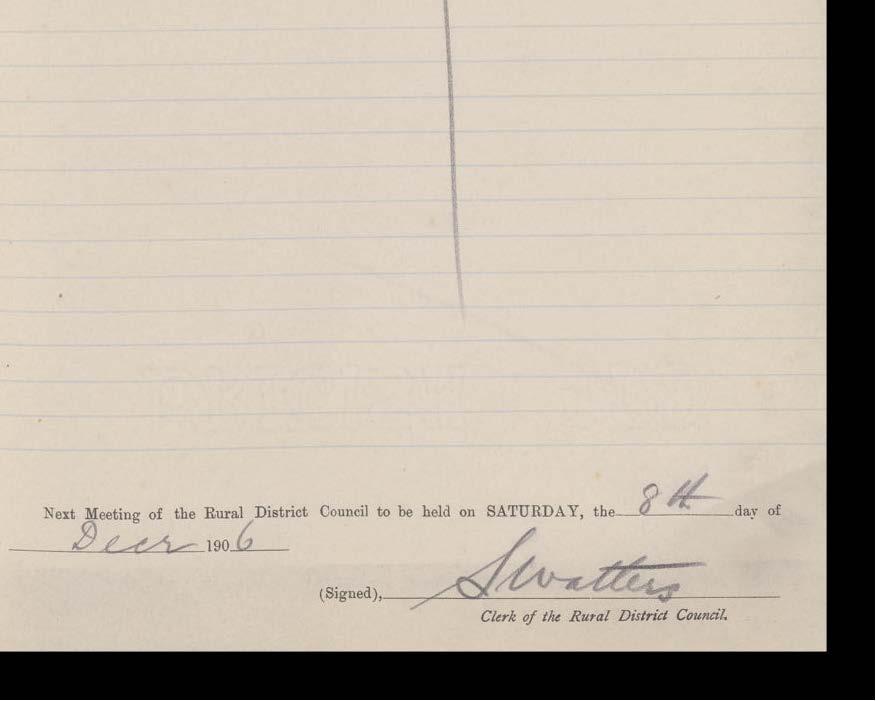 Next Meeting of the Rural District Council to be held on SATURDAY, the 8th day of
Decr 1906
(Signed), S Watters
Clerk of the Rural District Council.